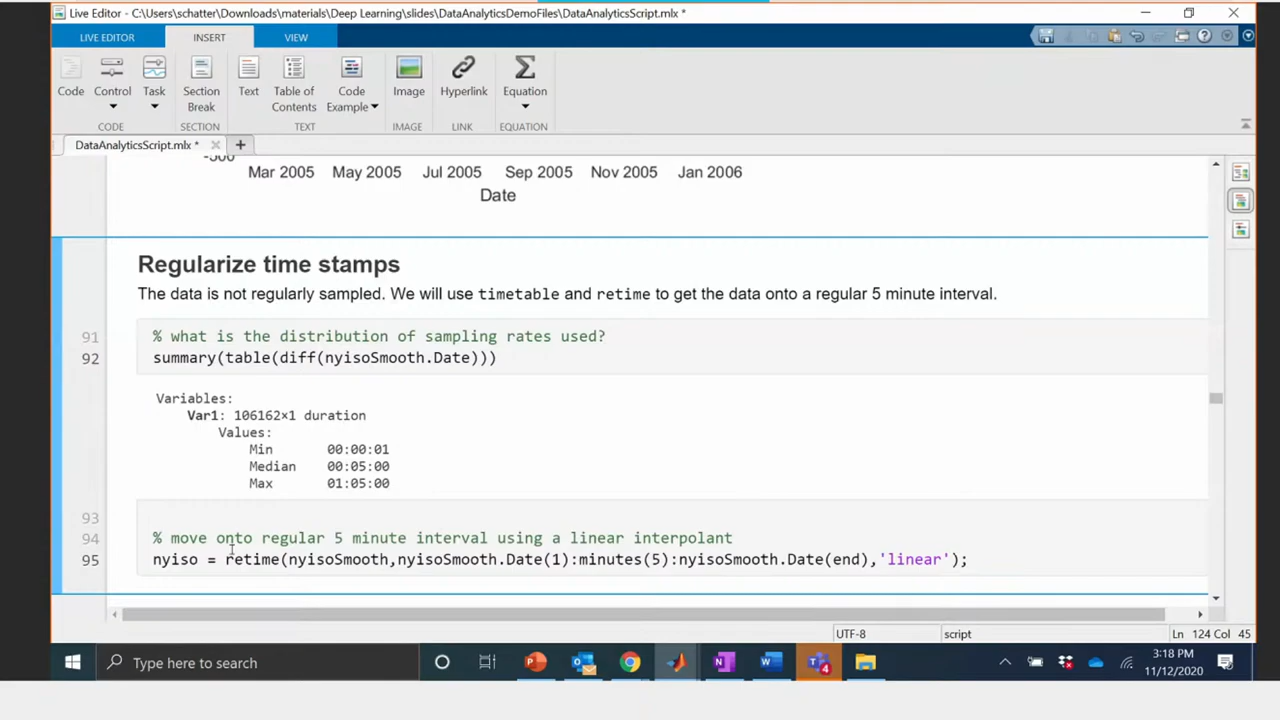 Live Editor - C:\Users\schatter\Downloads\materials\Deep Learning\slides\DataAnalyticsDemoFiles\DataAnalyticsScript.mlx *
LIVE EDITOR INSERT VIEW
Code Control Task Section Break Text Table of Contents Code Example Image Hyperlink Equation
CODE SECTION TEXT IMAGE LINK EQUATION
DataAnalyticsScript.mlx *
-500
Mar 2005 May 2005 Jul 2005 Sep 2005 Nov 2005 Jan 2006
Date
Regularize time stamps
The data is not regularly sampled. We will use timetable and retime to get the data onto a regular 5 minute interval.
91 % what is the distribution of sampling rates used?
92 summary(table(diff(nyisoSmooth.Date)))
Variables:
Var1: 106162×1 duration
Values:
Min 00:00:01
Median 00:05:00
Max 01:05:00
93
94 % move onto regular 5 minute interval using a linear interpolant
95 nyiso = retime(nyisoSmooth,nyisoSmooth.Date(1):minutes(5):nyisoSmooth.Date(end),'linear');
UTF-8 script Ln 124 Col 45
Type here to search
4
3:18 PM
11/12/2020